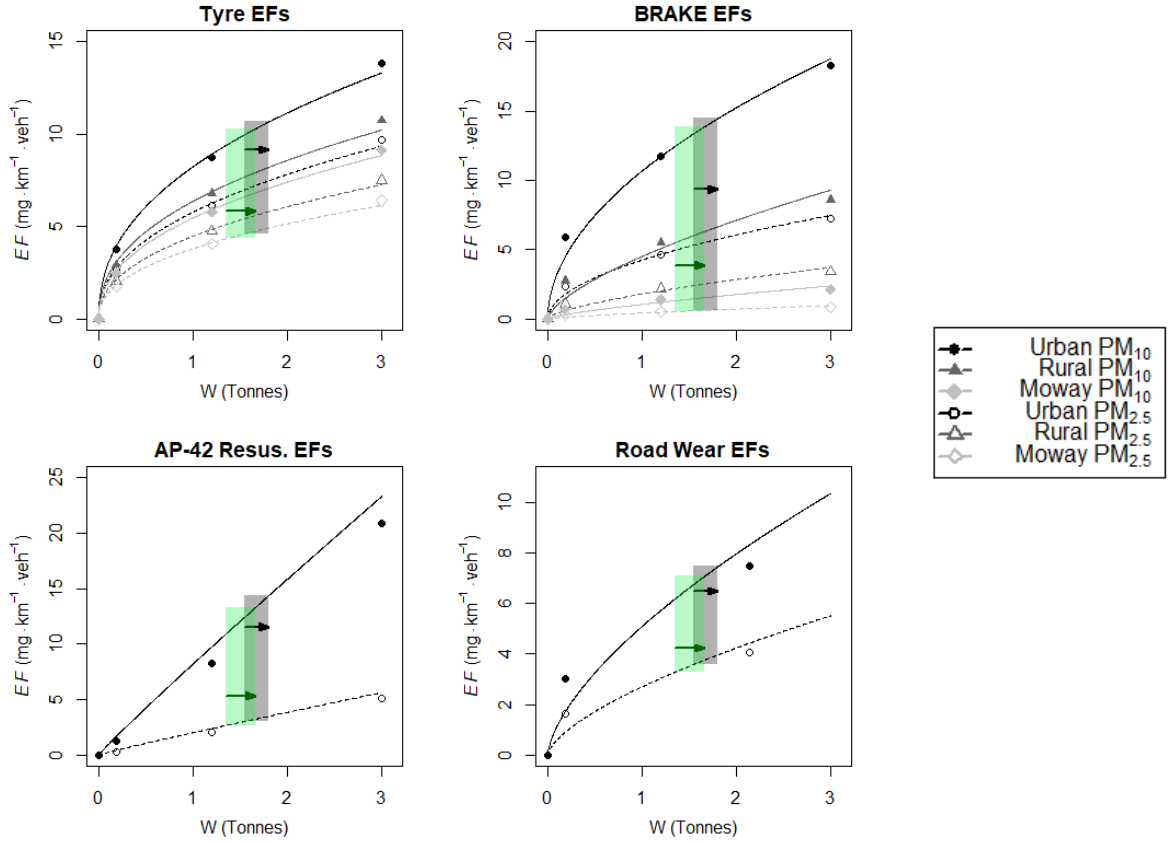 Tyre EFs
EF (mg·km⁻¹·veh⁻¹)
15
10
5
0
0 1 2 3
W (Tonnes)
BRAKE EFs
EF (mg·km⁻¹·veh⁻¹)
20
15
10
5
0
0 1 2 3
W (Tonnes)
Urban PM₁₀
Rural PM₁₀
Moway PM₁₀
Urban PM₂.₅
Rural PM₂.₅
Moway PM₂.₅
AP-42 Resus. EFs
EF (mg·km⁻¹·veh⁻¹)
25
20
15
10
5
0
0 1 2 3
W (Tonnes)
Road Wear EFs
EF (mg·km⁻¹·veh⁻¹)
10
8
6
4
2
0
0 1 2 3
W (Tonnes)